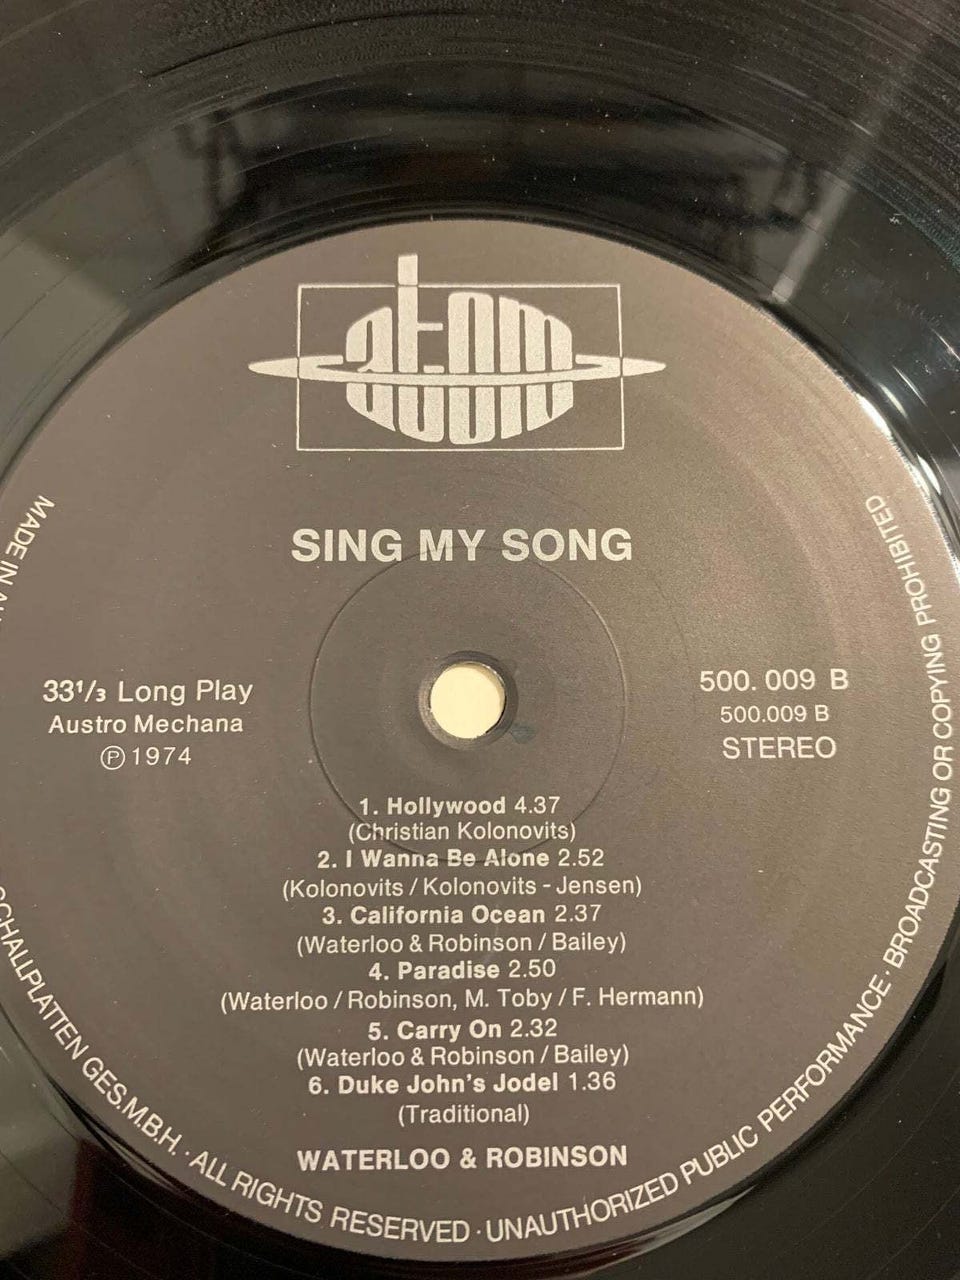 atom
SING MY SONG
33¹/₃ Long Play
Austro Mechana
Ⓟ 1974
500. 009 B
500.009 B
STEREO
1. Hollywood 4.37
(Christian Kolonovits)
2. I Wanna Be Alone 2.52
(Kolonovits / Kolonovits - Jensen)
3. California Ocean 2.37
(Waterloo & Robinson / Bailey)
4. Paradise 2.50
(Waterloo / Robinson, M. Toby / F. Hermann)
5. Carry On 2.32
(Waterloo & Robinson / Bailey)
6. Duke John's Jodel 1.36
(Traditional)
WATERLOO & ROBINSON
MADE IN
SCHALLPLATTEN GES.M.B.H. · ALL RIGHTS RESERVED · UNAUTHORIZED PUBLIC PERFORMANCE · BROADCASTING OR COPYING PROHIBITED